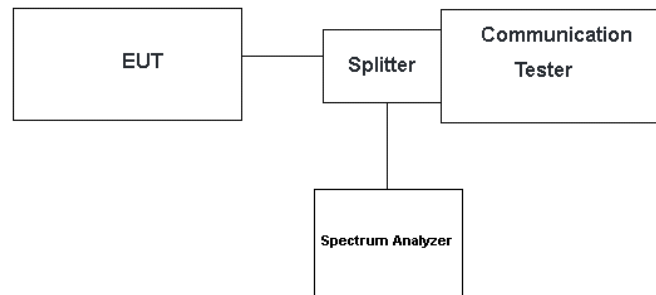 EUT
Splitter
Communication
Tester
Spectrum Analyzer